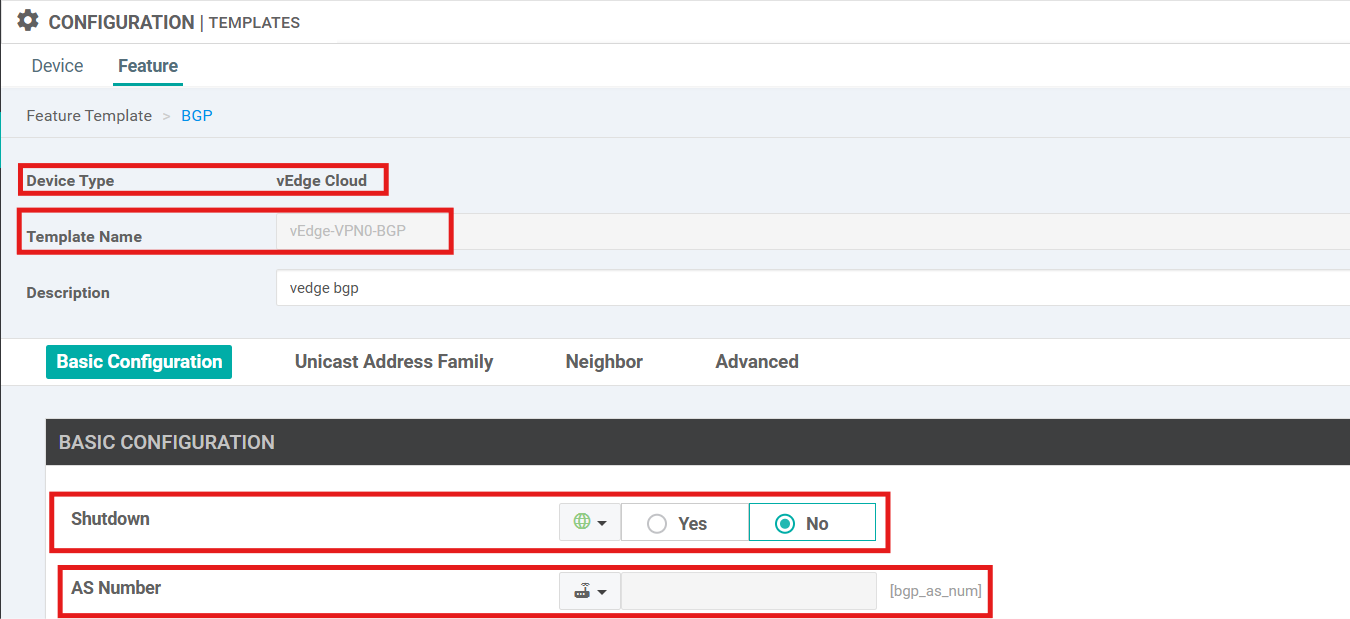 CONFIGURATION | TEMPLATES
Device Feature
Feature Template > BGP
Device Type vEdge Cloud
Template Name vEdge-VPN0-BGP
Description vedge bgp
Basic Configuration Unicast Address Family Neighbor Advanced
BASIC CONFIGURATION
Shutdown Yes No
AS Number [bgp_as_num]